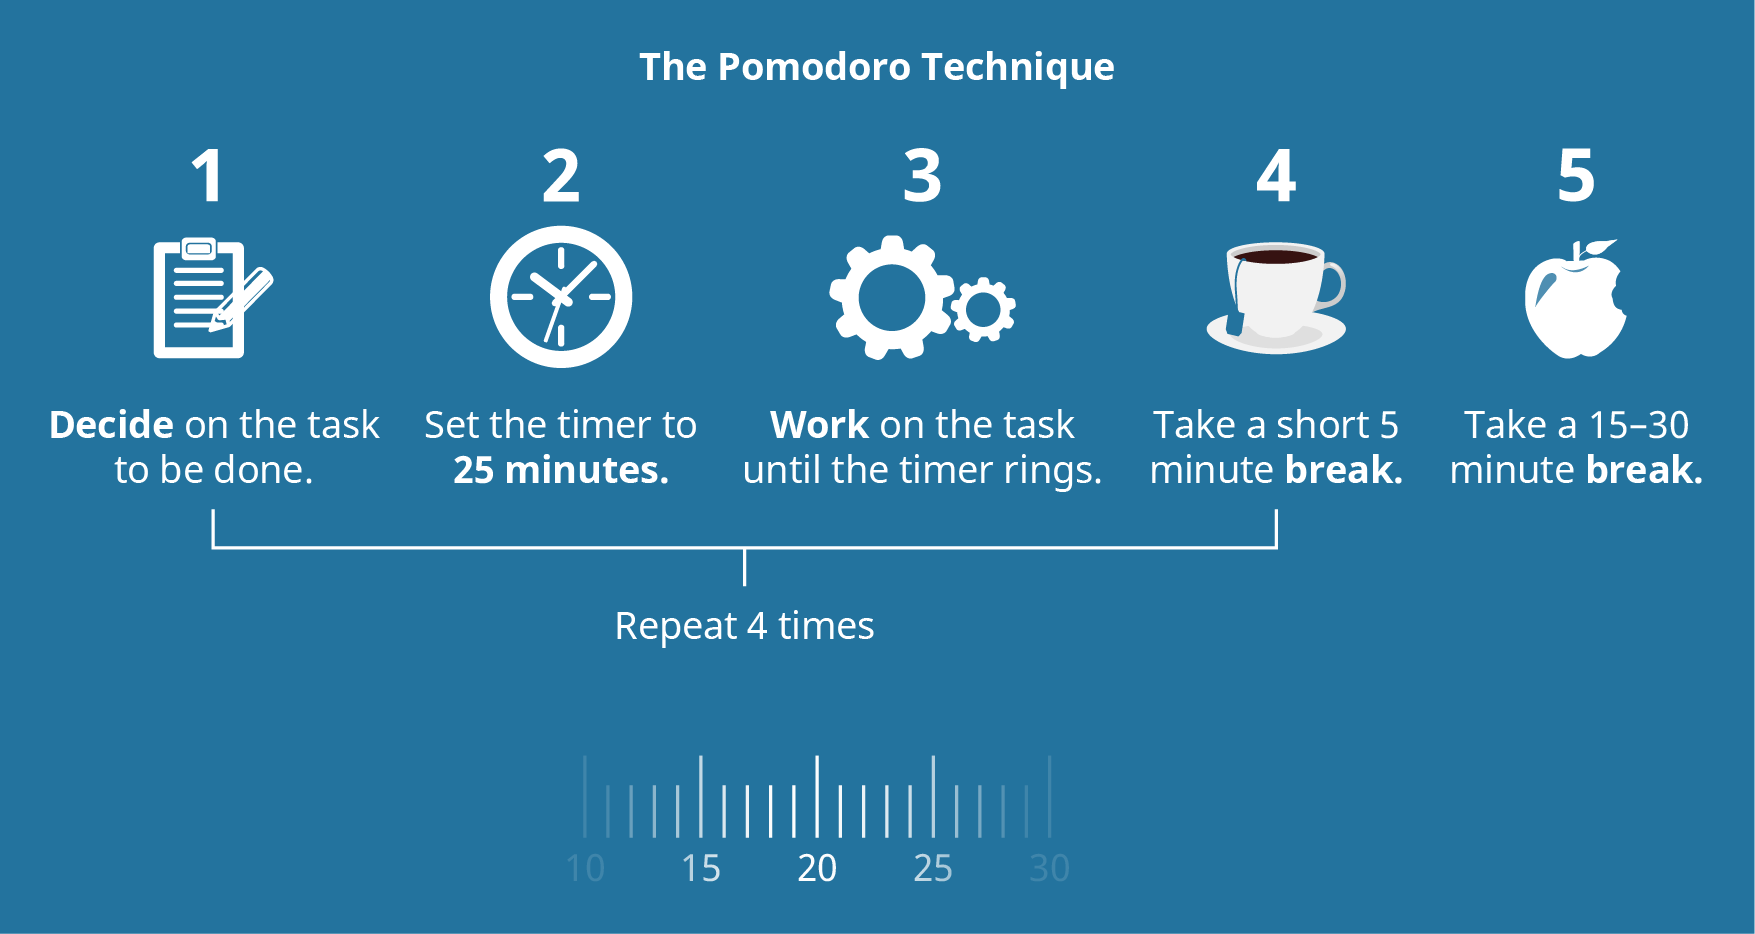 The Pomodoro Technique
1
2
3
4
5
Decide on the task
to be done.
Set the timer to
25 minutes.
Work on the task
until the timer rings.
Take a short 5
minute break.
Take a 15–30
minute break.
Repeat 4 times
10 15 20 25 30